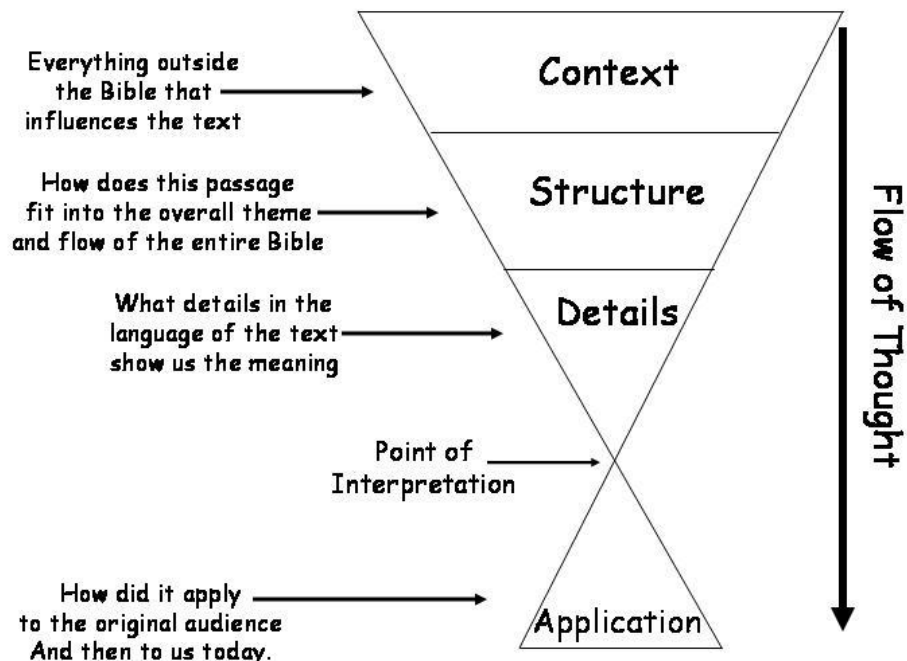 Everything outside
the Bible that
influences the text
Context
How does this passage
fit into the overall theme
and flow of the entire Bible
Structure
What details in the
language of the text
show us the meaning
Details
Point of
Interpretation
How did it apply
to the original audience
And then to us today.
Application
Flow of Thought